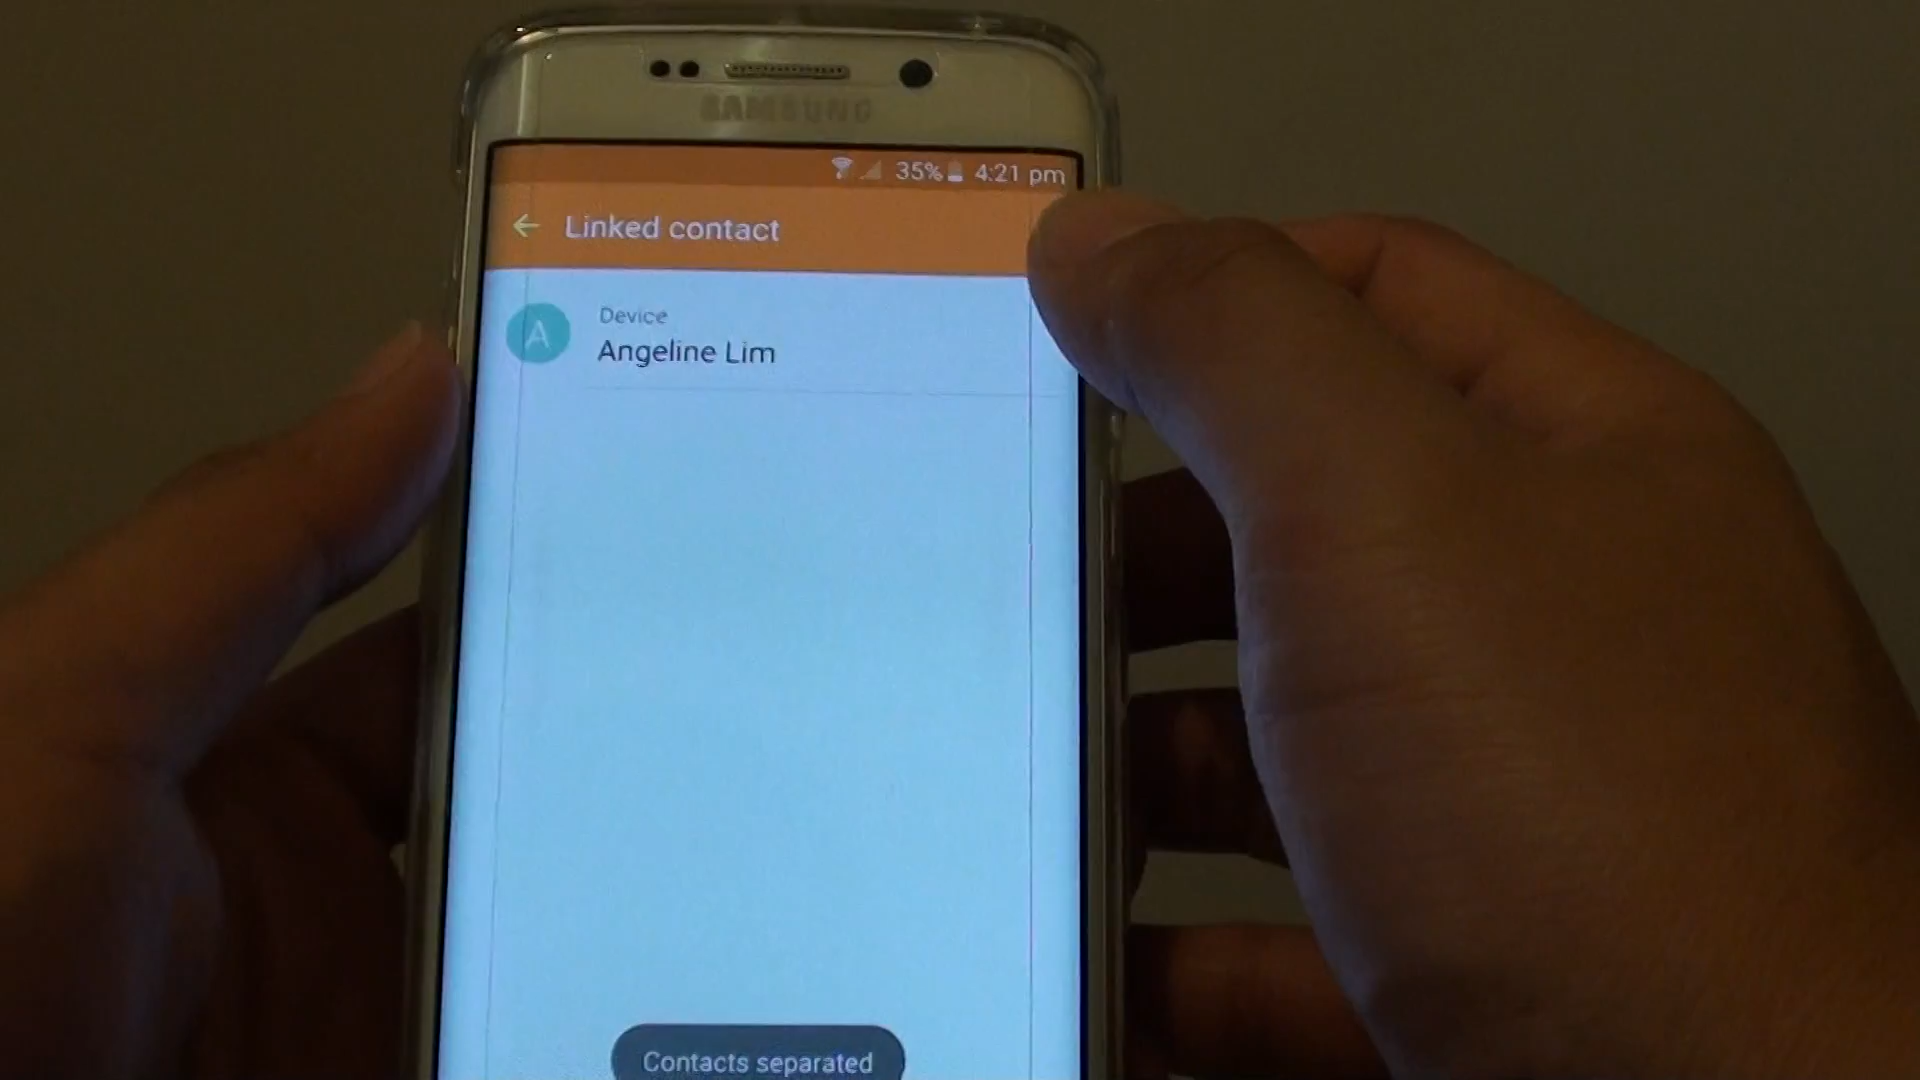 SAMSUNG
35% 4:21 pm
Linked contact
A
Device
Angeline Lim
Contacts separated